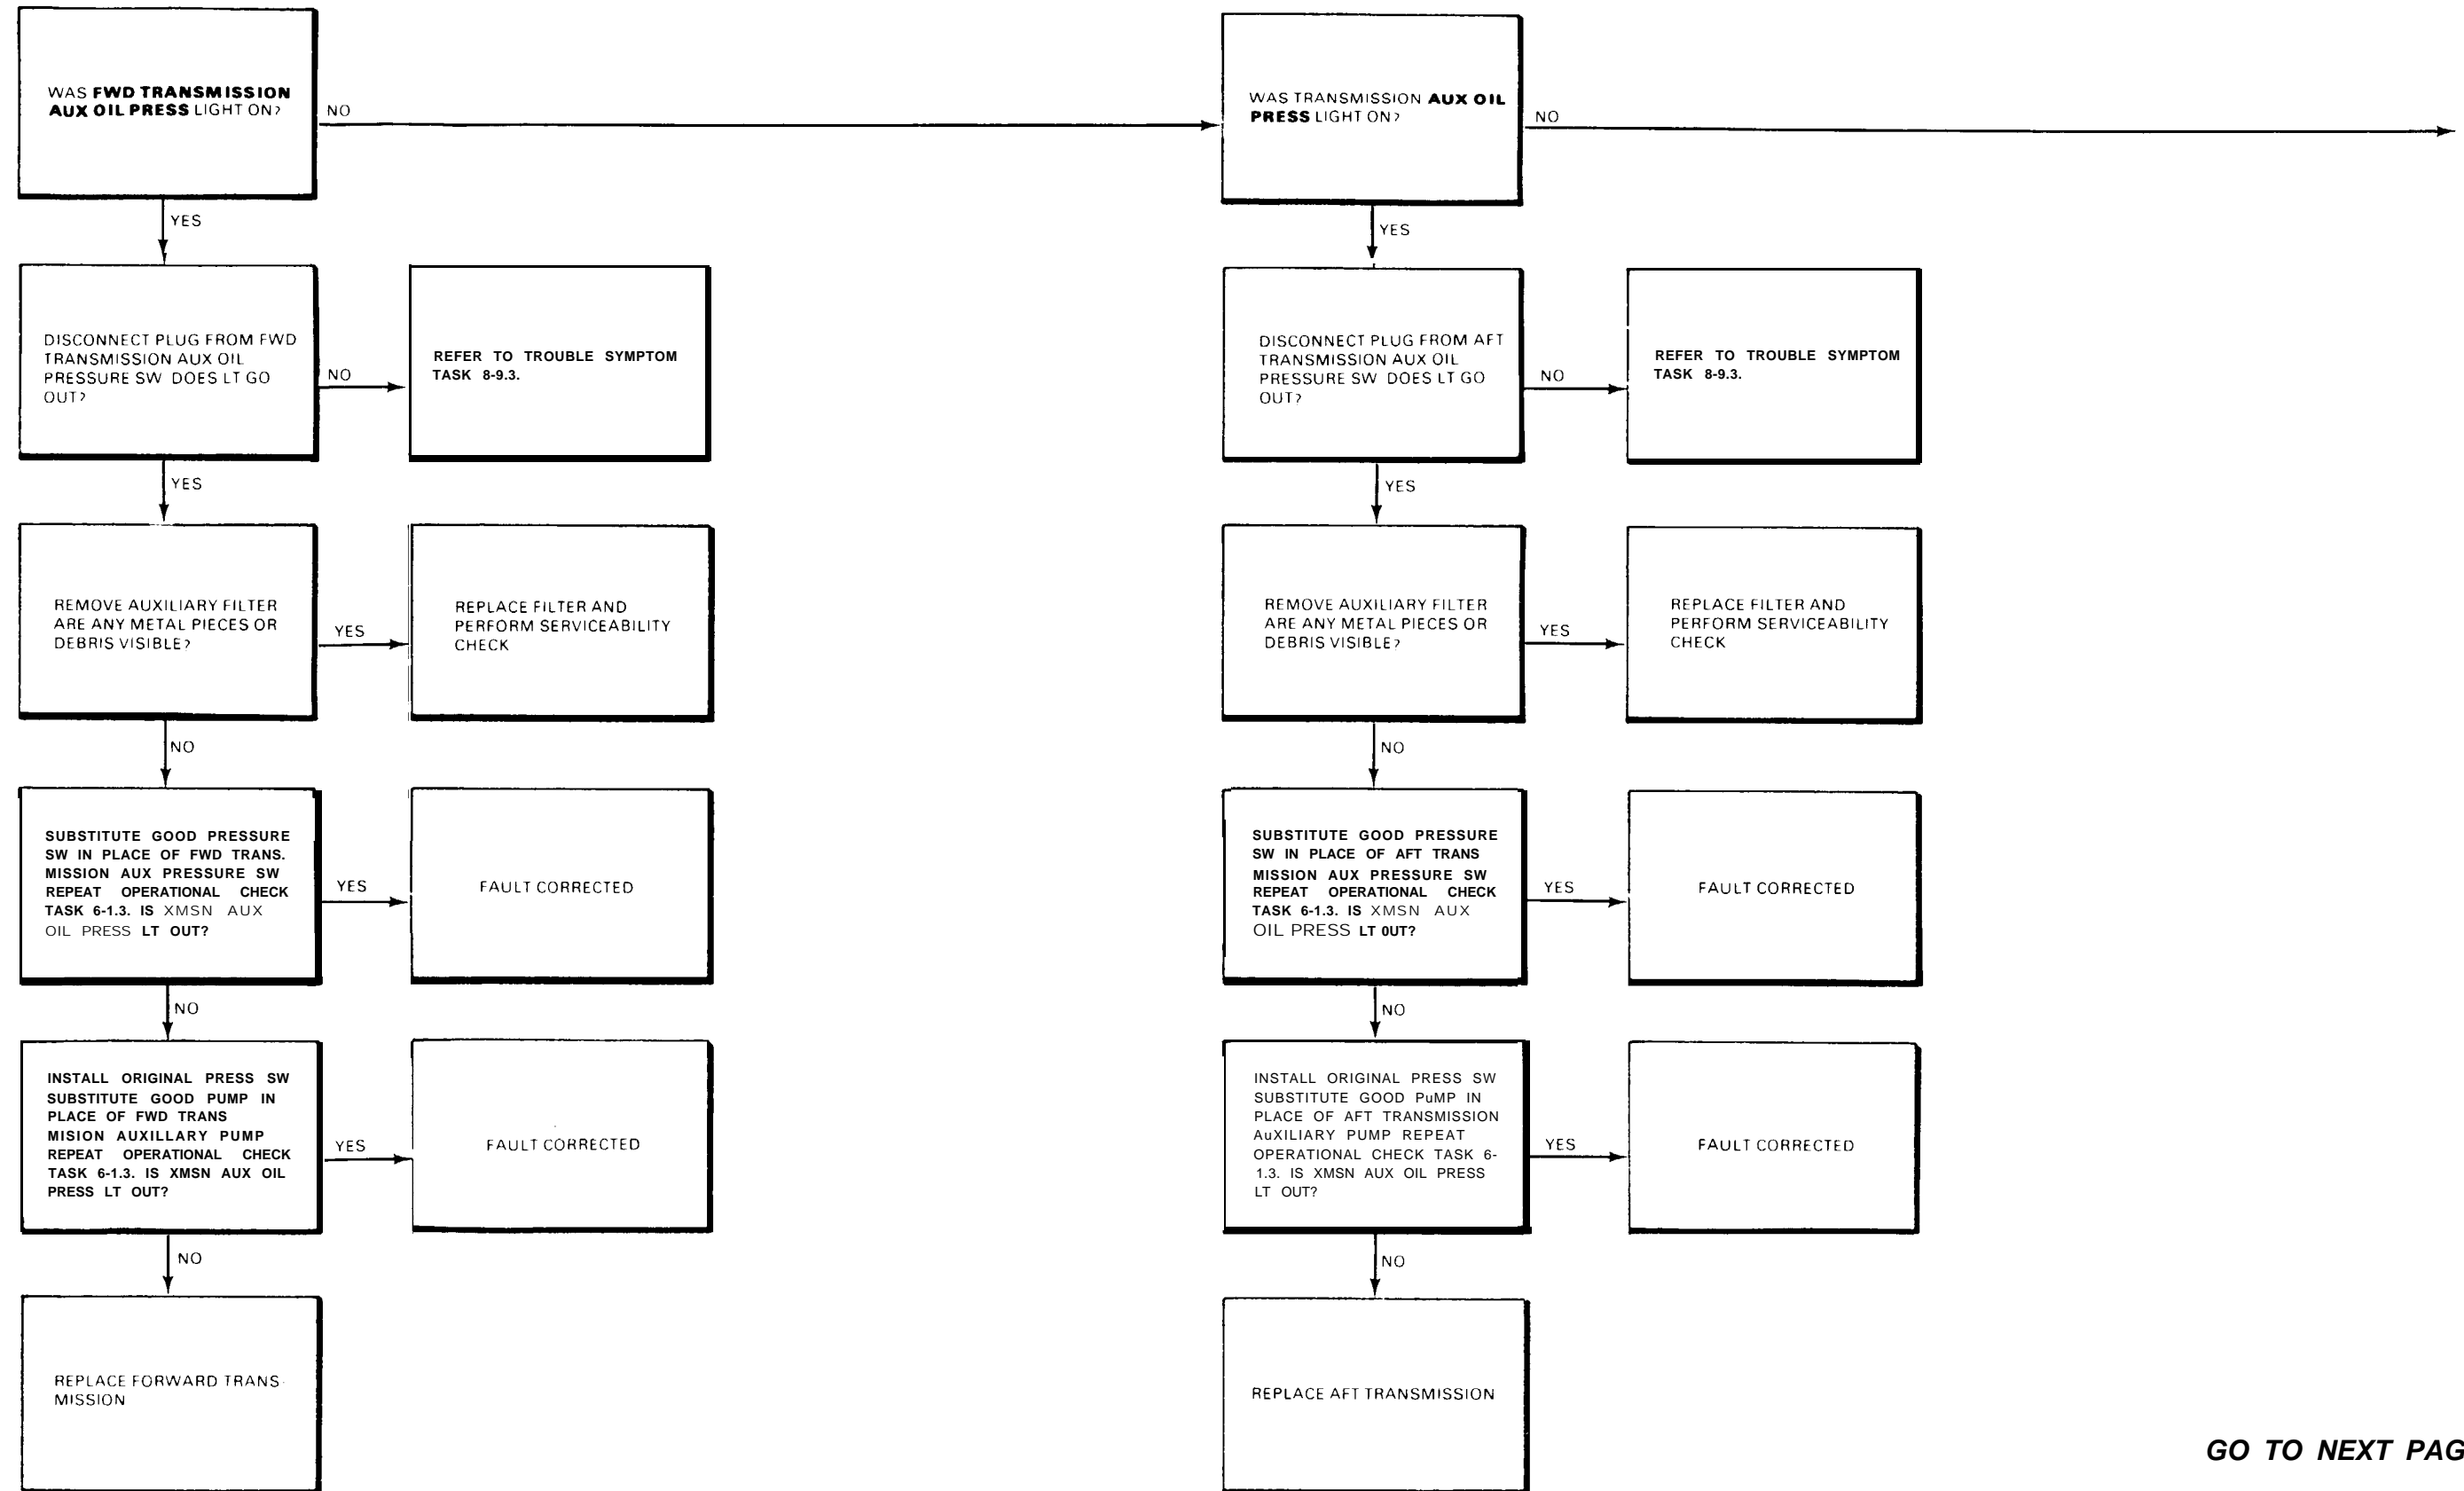 WAS FWD TRANSMISSION
AUX OIL PRESS LIGHT ON?
NO
YES
DISCONNECT PLUG FROM FWD
TRANSMISSION AUX OIL
PRESSURE SW DOES LT GO
OUT?
NO
REFER TO TROUBLE SYMPTOM
TASK 8-9.3.
YES
REMOVE AUXILIARY FILTER
ARE ANY METAL PIECES OR
DEBRIS VISIBLE?
YES
REPLACE FILTER AND
PERFORM SERVICEABILITY
CHECK
NO
SUBSTITUTE GOOD PRESSURE
SW IN PLACE OF FWD TRANS.
MISSION AUX PRESSURE SW
REPEAT OPERATIONAL CHECK
TASK 6-1.3. IS XMSN AUX
OIL PRESS LT OUT?
YES
FAULT CORRECTED
NO
INSTALL ORIGINAL PRESS SW
SUBSTITUTE GOOD PUMP IN
PLACE OF FWD TRANS
MISION AUXILLARY PUMP
REPEAT OPERATIONAL CHECK
TASK 6-1.3. IS XMSN AUX OIL
PRESS LT OUT?
YES
FAULT CORRECTED
NO
REPLACE FORWARD TRANS-
MISSION
WAS TRANSMISSION AUX OIL
PRESS LIGHT ON?
NO
YES
DISCONNECT PLUG FROM AFT
TRANSMISSION AUX OIL
PRESSURE SW DOES LT GO
OUT?
NO
REFER TO TROUBLE SYMPTOM
TASK 8-9.3.
YES
REMOVE AUXILIARY FILTER
ARE ANY METAL PIECES OR
DEBRIS VISIBLE?
YES
REPLACE FILTER AND
PERFORM SERVICEABILITY
CHECK
NO
SUBSTITUTE GOOD PRESSURE
SW IN PLACE OF AFT TRANS
MISSION AUX PRESSURE SW
REPEAT OPERATIONAL CHECK
TASK 6-1.3. IS XMSN AUX
OIL PRESS LT 0UT?
YES
FAULT CORRECTED
NO
INSTALL ORIGINAL PRESS SW
SUBSTITUTE GOOD PuMP IN
PLACE OF AFT TRANSMISSION
AuXILIARY PUMP REPEAT
OPERATIONAL CHECK TASK 6-
1.3. IS XMSN AUX OIL PRESS
LT OUT?
YES
FAULT CORRECTED
NO
REPLACE AFT TRANSMISSION
GO TO NEXT PAG